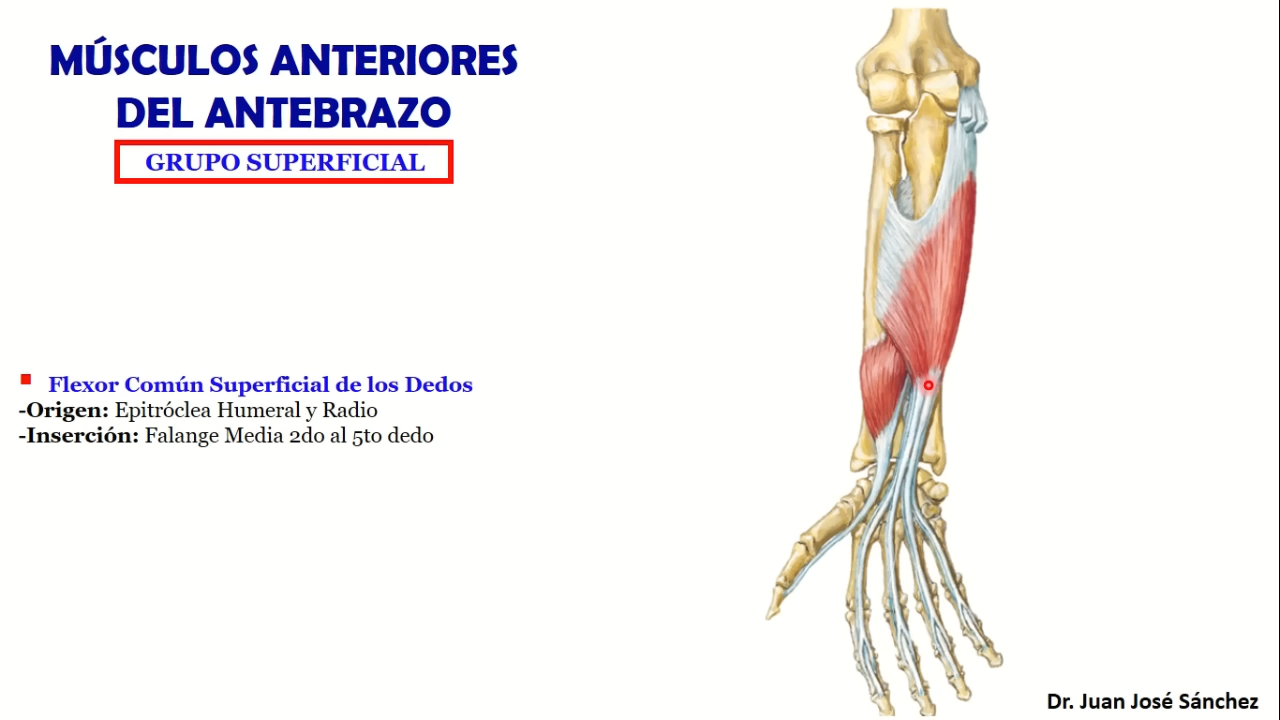 MÚSCULOS ANTERIORES
DEL ANTEBRAZO
GRUPO SUPERFICIAL
Flexor Común Superficial de los Dedos
-Origen: Epitróclea Humeral y Radio
-Inserción: Falange Media 2do al 5to dedo
Dr. Juan José Sánchez